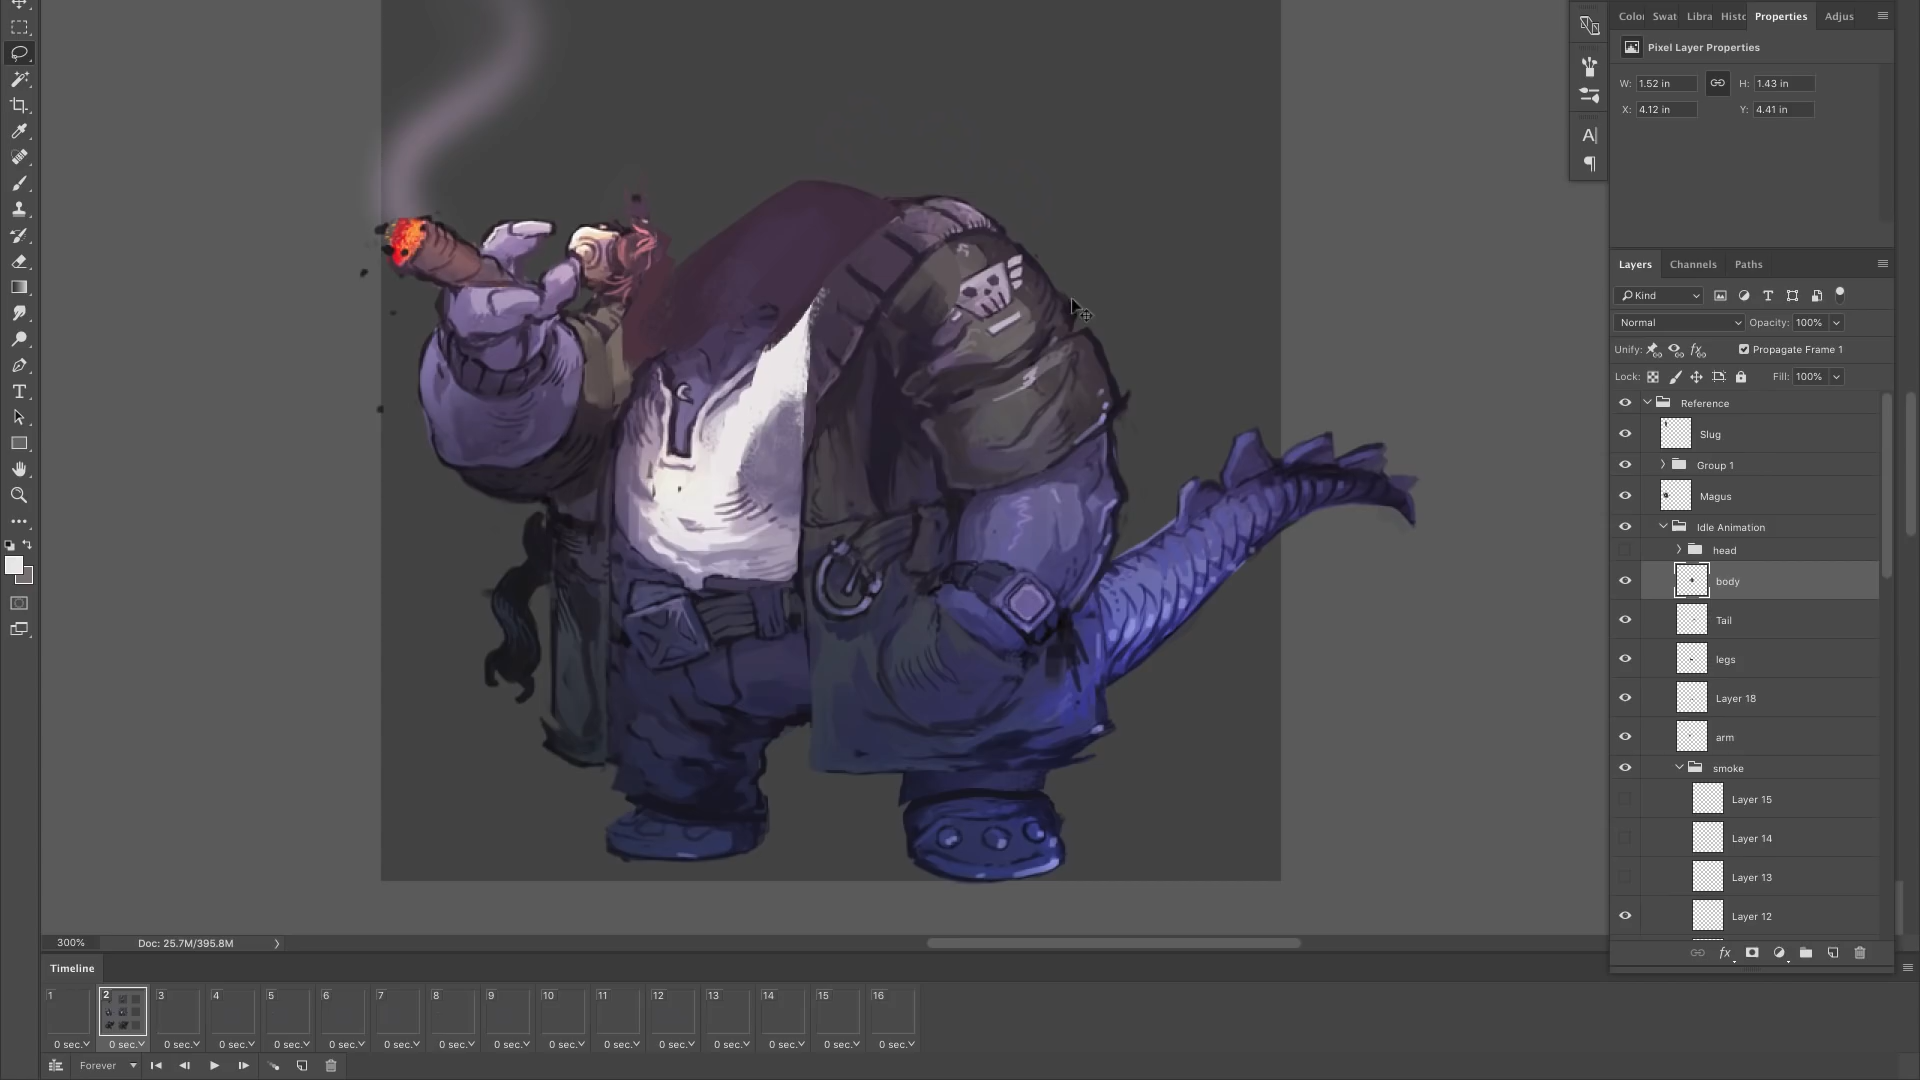 Color Swat Libra Histo Properties Adjus
Pixel Layer Properties
W: 1.52 in H: 1.43 in
X: 4.12 in Y: 4.41 in
A|
Layers Channels Paths
Kind
Normal Opacity: 100%
Unify: Propagate Frame 1
Lock: Fill: 100%
Reference
Slug
Group 1
Magus
Idle Animation
head
body
Tail
legs
Layer 18
arm
smoke
Layer 15
Layer 14
Layer 13
Layer 12
fx
300% Doc: 25.7M/395.8M
Timeline
1 2 3 4 5 6 7 8 9 10 11 12 13 14 15 16
0 sec. 0 sec. 0 sec. 0 sec. 0 sec. 0 sec. 0 sec. 0 sec. 0 sec. 0 sec. 0 sec. 0 sec. 0 sec. 0 sec. 0 sec. 0 sec.
Forever